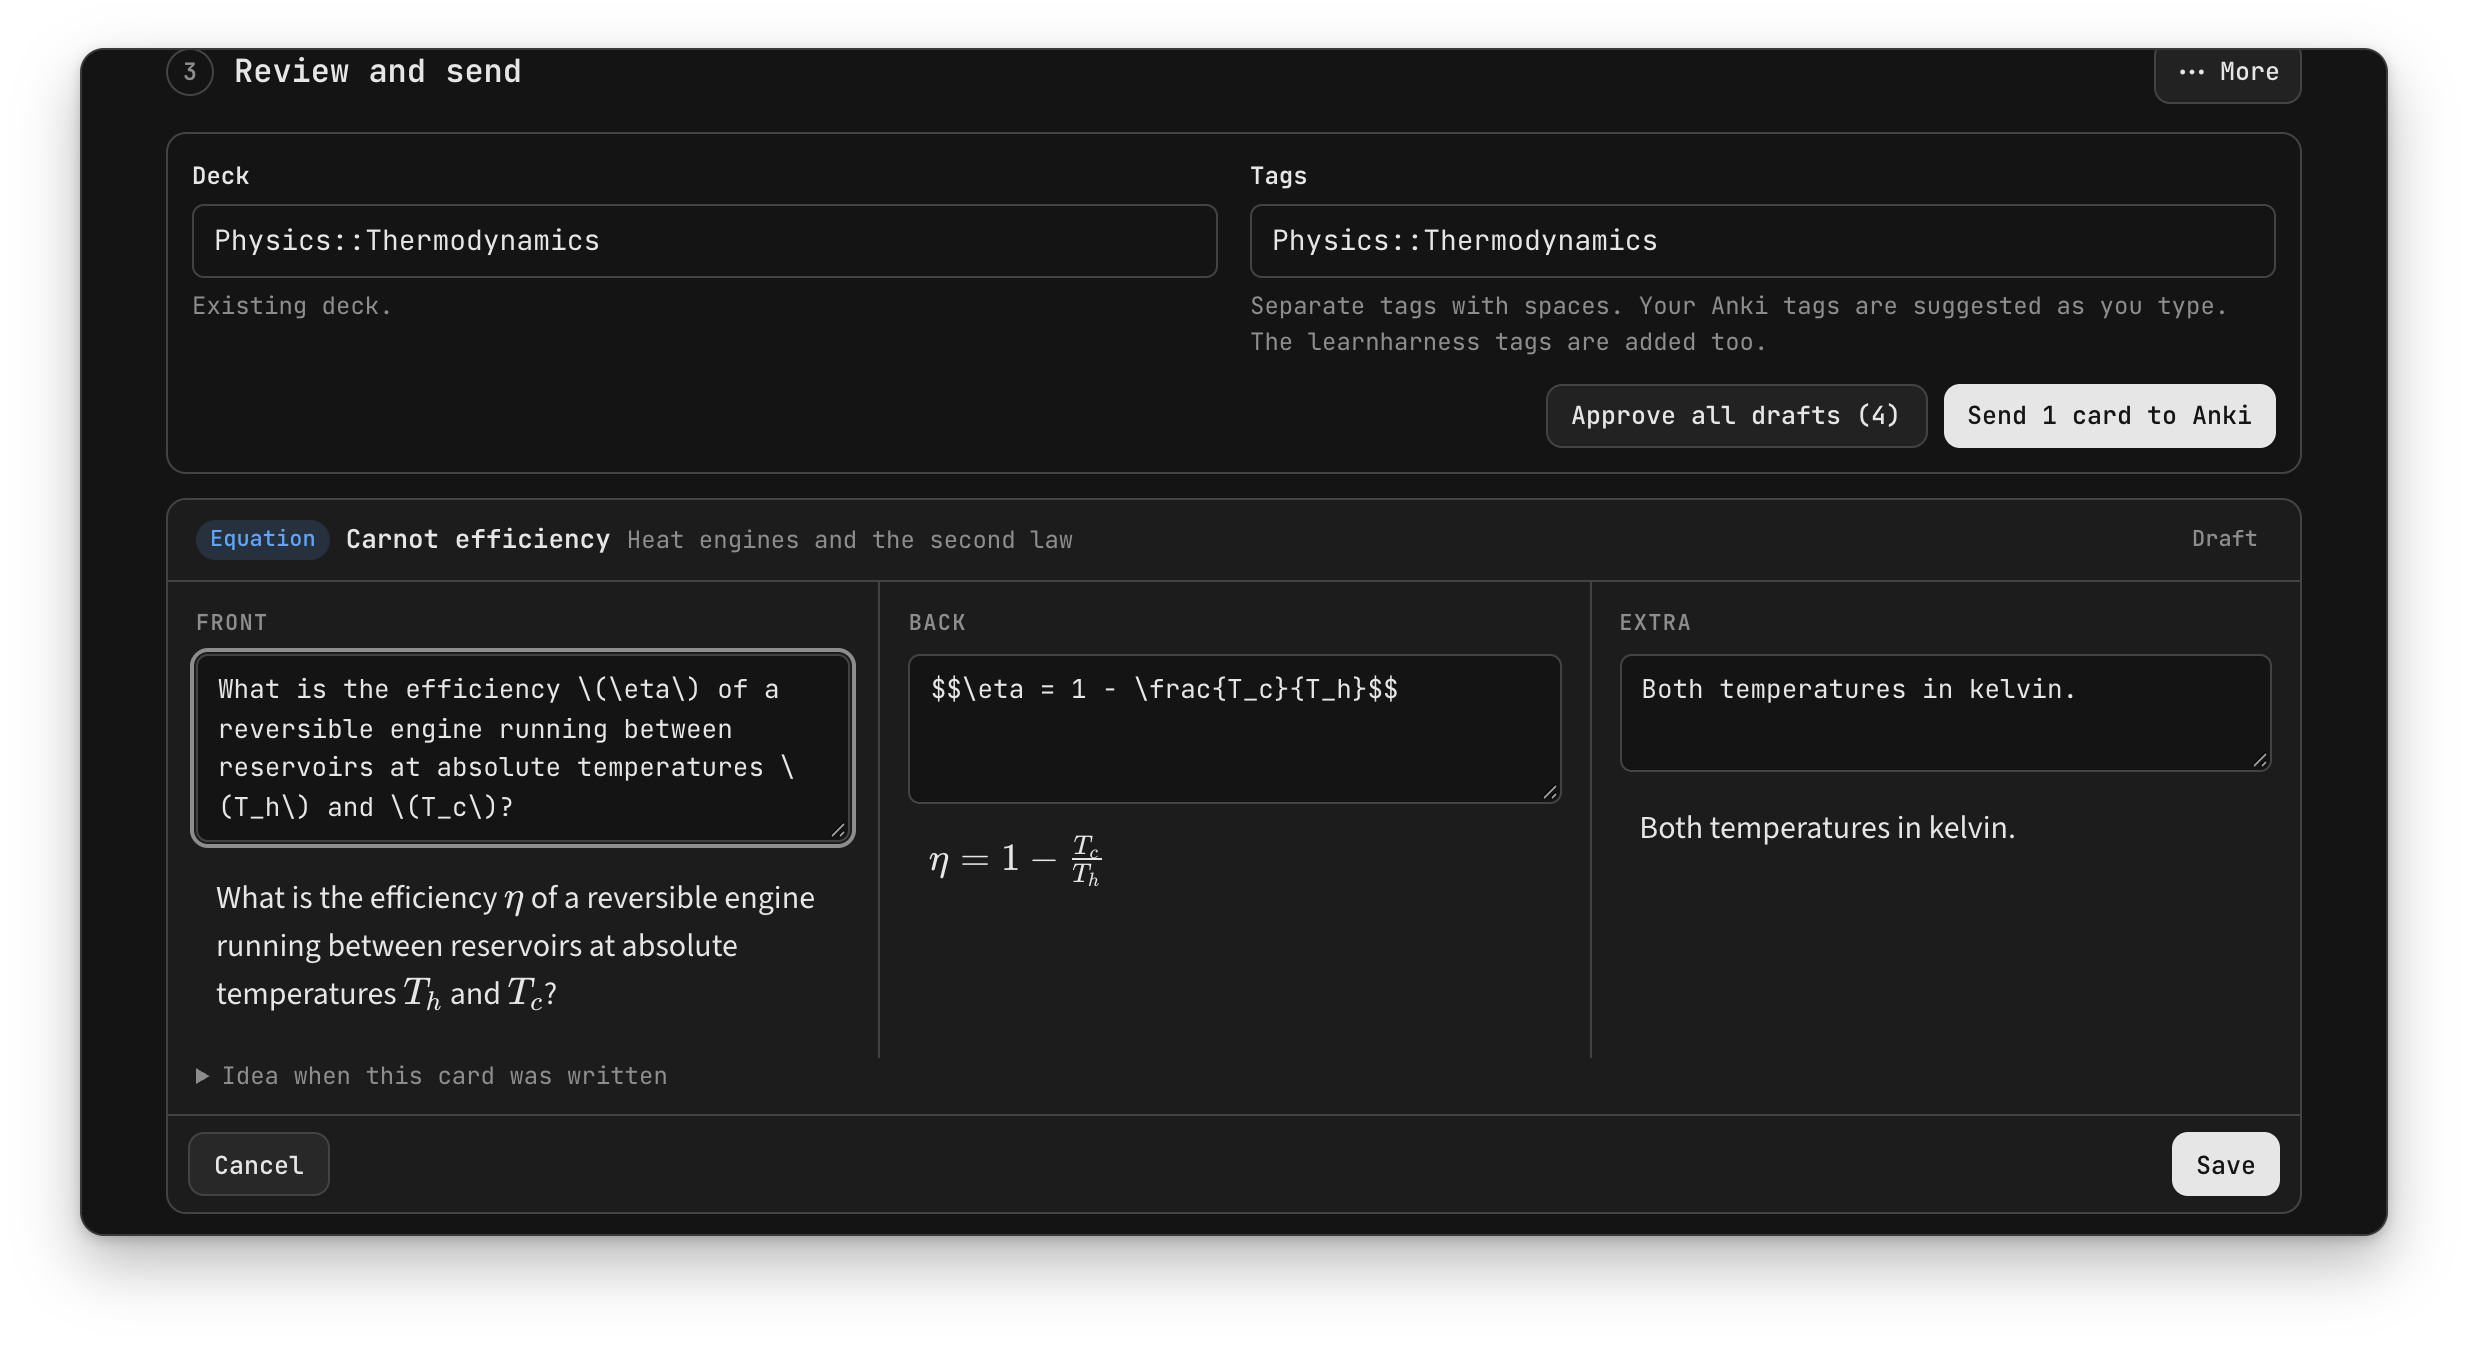 3 Review and send
··· More
Deck
Tags
Physics::Thermodynamics
Physics::Thermodynamics
Existing deck.
Separate tags with spaces. Your Anki tags are suggested as you type.
The learnharness tags are added too.
Approve all drafts (4)
Send 1 card to Anki
Equation Carnot efficiency Heat engines and the second law
Draft
FRONT
What is the efficiency \(\eta\) of a
reversible engine running between
reservoirs at absolute temperatures \
(T_h\) and \(T_c\)?
What is the efficiency η of a reversible engine
running between reservoirs at absolute
temperatures T_h and T_c?
BACK
$$\eta = 1 - \frac{T_c}{T_h}$$
η = 1 − T_c/T_h
EXTRA
Both temperatures in kelvin.
Both temperatures in kelvin.
▶ Idea when this card was written
Cancel
Save